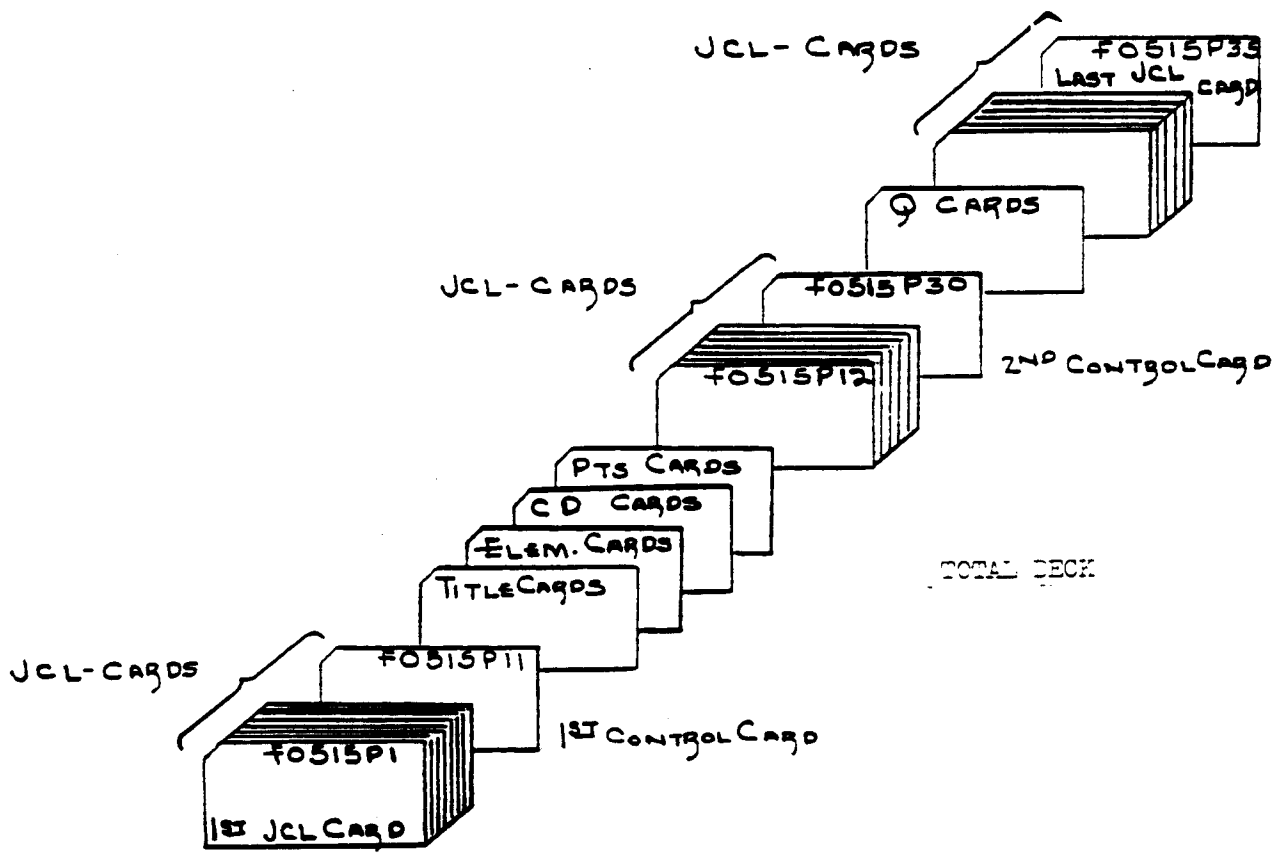 JCL-CARDS
f0515P35
LAST JCL CARD
Q CARDS
JCL-CARDS
f0515P30
2ND CONTROL CARD
f0515P12
PTS CARDS
CD CARDS
ELEM. CARDS
TITLE CARDS
TOTAL DECK
JCL-CARDS
f0515P11
1ST CONTROL CARD
f0515P1
1ST JCL CARD